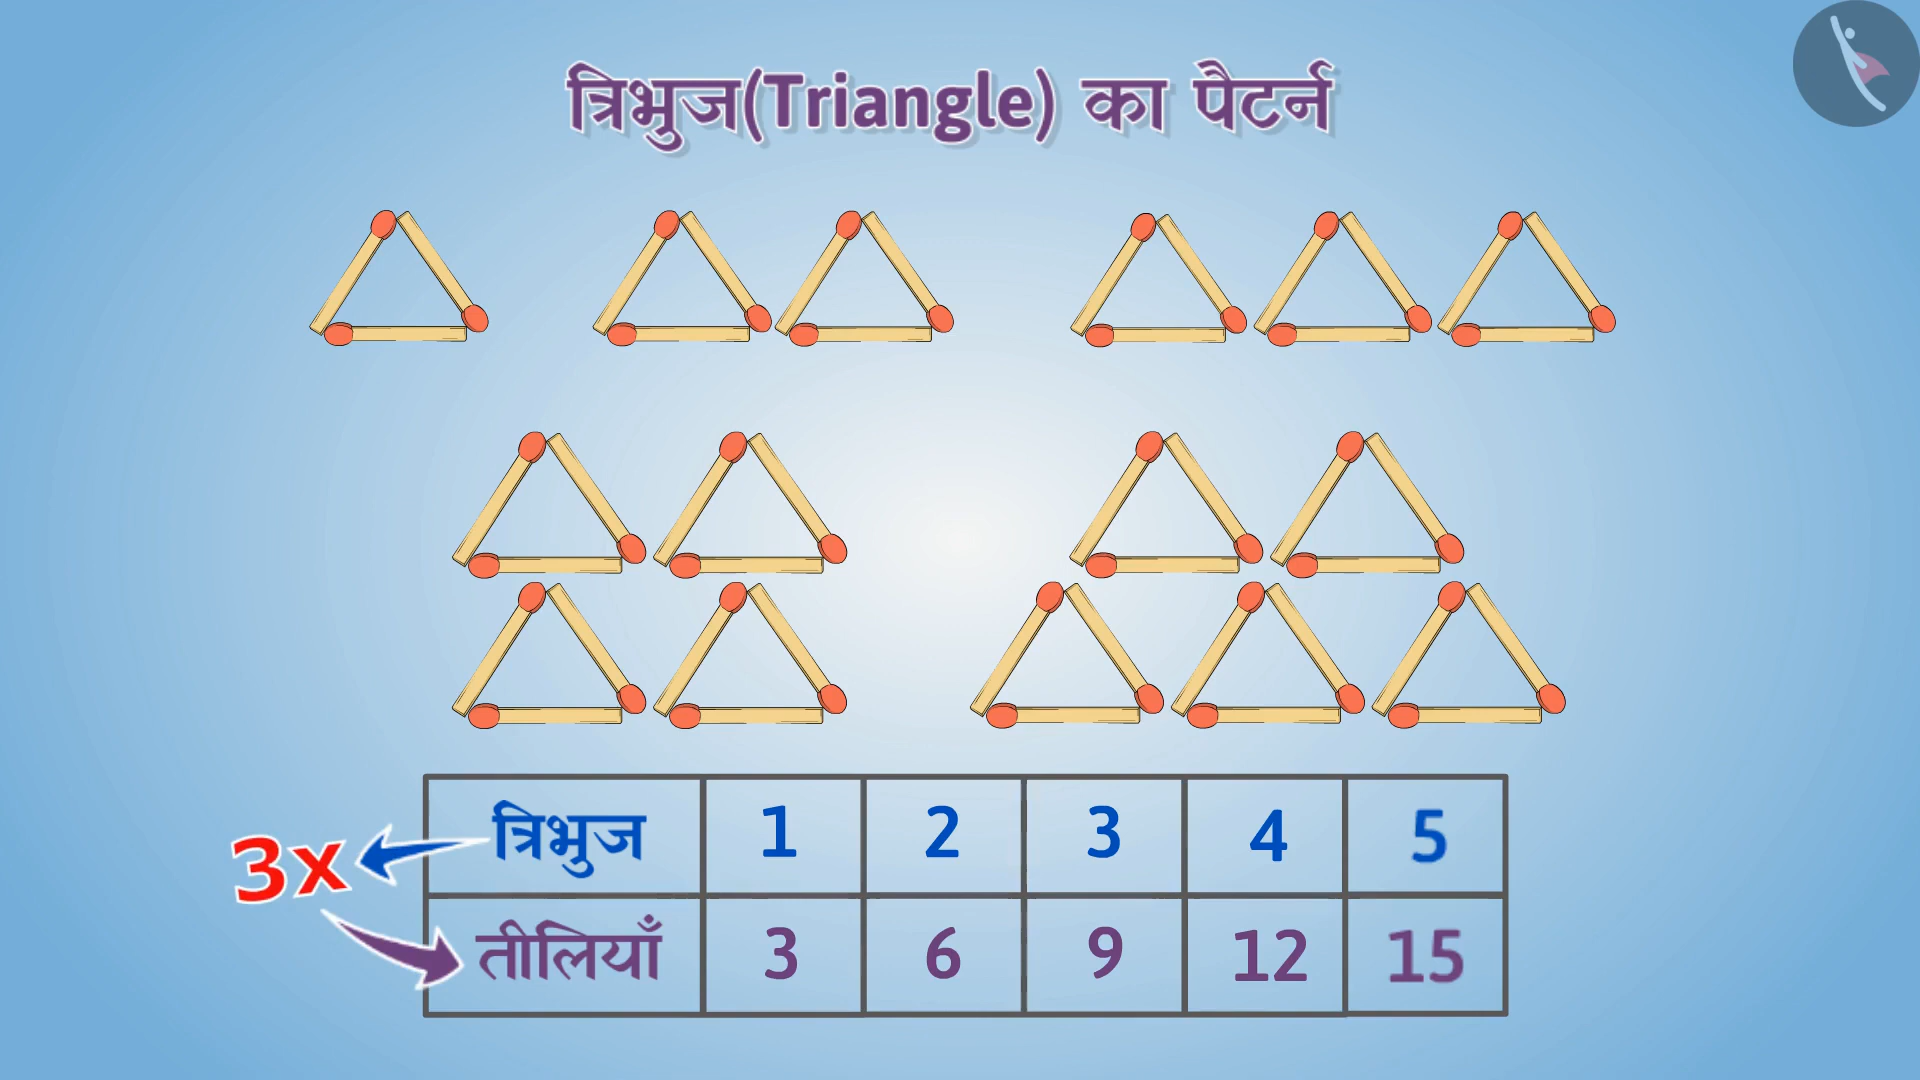 त्रिभुज(Triangle) का पैटर्न
त्रिभुज 1 2 3 4 5
3x
तीलियाँ 3 6 9 12 15